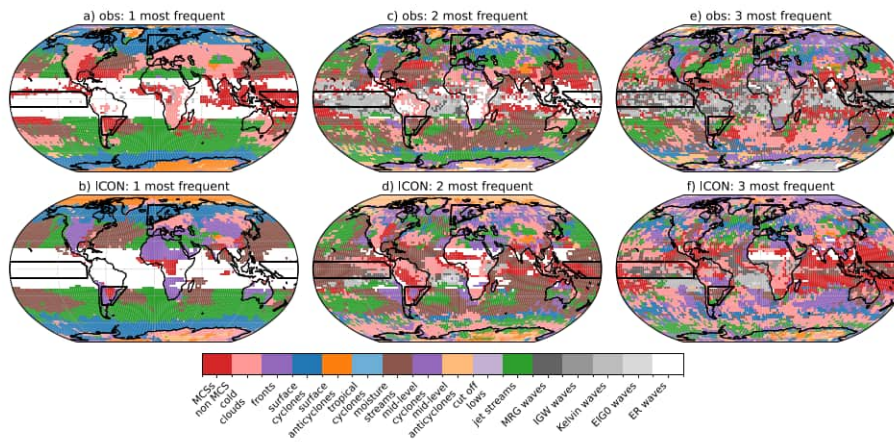 a) obs: 1 most frequent
c) obs: 2 most frequent
e) obs: 3 most frequent
b) ICON: 1 most frequent
d) ICON: 2 most frequent
f) ICON: 3 most frequent
MCSs
non MCS
cold
clouds
fronts
surface
cyclones
surface
anticyclones
tropical
cyclones
moisture
streams
mid-level
cyclones
mid-level
anticyclones
cut off
lows
jet streams
MRG waves
IGW waves
Kelvin waves
EIG0 waves
ER waves